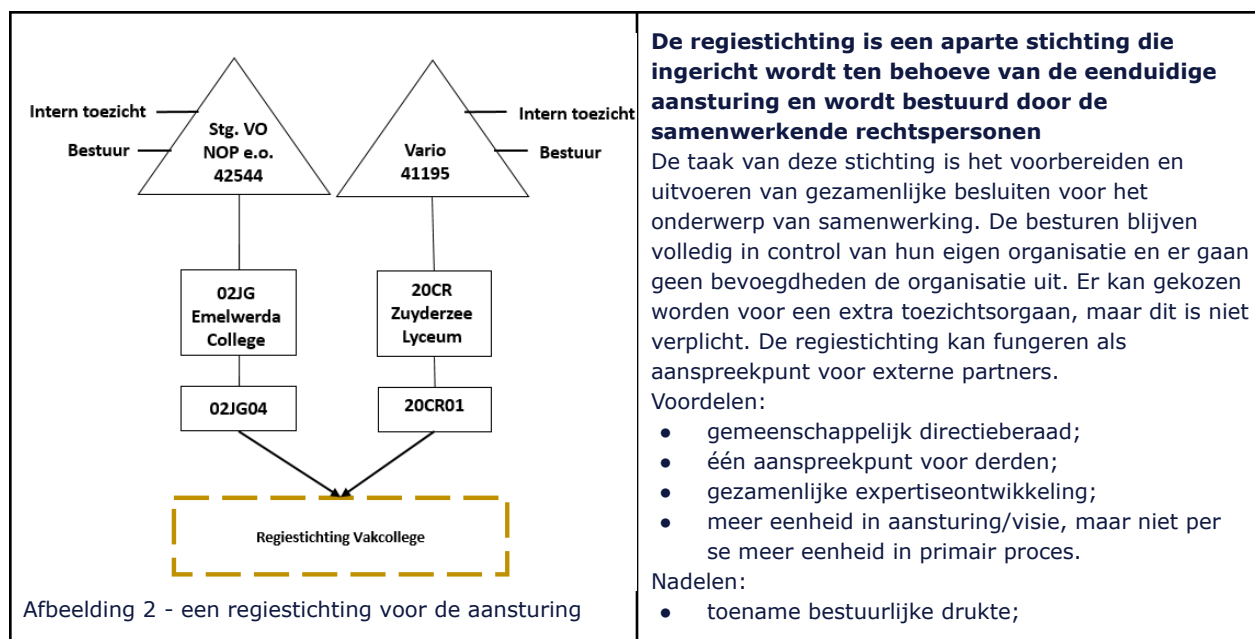 Intern toezicht
Bestuur
Stg. VO
NOP e.o.
42544
Vario
41195
Intern toezicht
Bestuur
02JG
Emelwerda
College
20CR
Zuyderzee
Lyceum
02JG04
20CR01
Regiestichting Vakcollege
Afbeelding 2 - een regiestichting voor de aansturing
De regiestichting is een aparte stichting die
ingericht wordt ten behoeve van de eenduidige
aansturing en wordt bestuurd door de
samenwerkende rechtspersonen
De taak van deze stichting is het voorbereiden en
uitvoeren van gezamenlijke besluiten voor het
onderwerp van samenwerking. De besturen blijven
volledig in control van hun eigen organisatie en er gaan
geen bevoegdheden de organisatie uit. Er kan gekozen
worden voor een extra toezichtsorgaan, maar dit is niet
verplicht. De regiestichting kan fungeren als
aanspreekpunt voor externe partners.
Voordelen:
● gemeenschappelijk directieberaad;
● één aanspreekpunt voor derden;
● gezamenlijke expertiseontwikkeling;
● meer eenheid in aansturing/visie, maar niet per
se meer eenheid in primair proces.
Nadelen:
● toename bestuurlijke drukte;